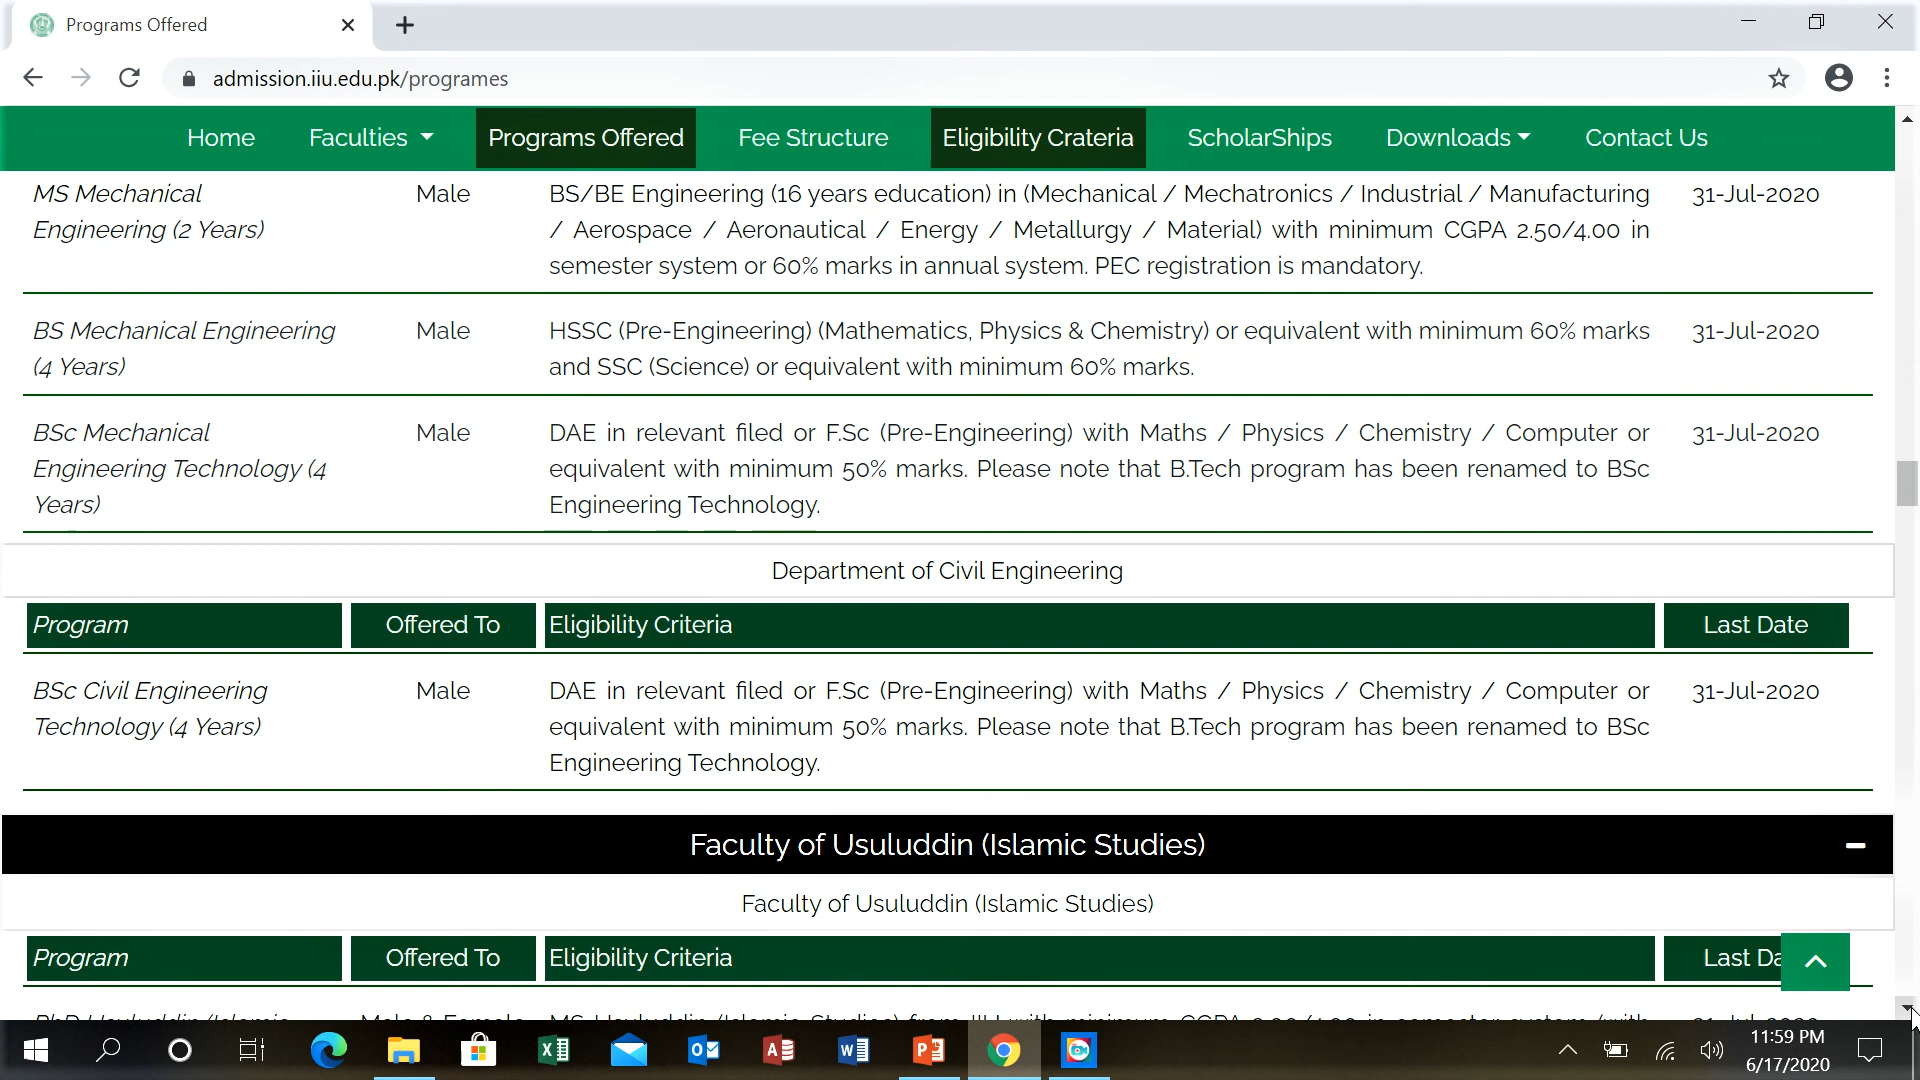 Programs Offered
admission.iiu.edu.pk/programes
Home Faculties Programs Offered Fee Structure Eligibility Crateria ScholarShips Downloads Contact Us
MS Mechanical Engineering (2 Years) Male BS/BE Engineering (16 years education) in (Mechanical / Mechatronics / Industrial / Manufacturing 31-Jul-2020
/ Aerospace / Aeronautical / Energy / Metallurgy / Material) with minimum CGPA 2.50/4.00 in
semester system or 60% marks in annual system. PEC registration is mandatory.
BS Mechanical Engineering (4 Years) Male HSSC (Pre-Engineering) (Mathematics, Physics & Chemistry) or equivalent with minimum 60% marks 31-Jul-2020
and SSC (Science) or equivalent with minimum 60% marks.
BSc Mechanical Engineering Technology (4 Years) Male DAE in relevant filed or F.Sc (Pre-Engineering) with Maths / Physics / Chemistry / Computer or 31-Jul-2020
equivalent with minimum 50% marks. Please note that B.Tech program has been renamed to BSc
Engineering Technology.
Department of Civil Engineering
Program Offered To Eligibility Criteria Last Date
BSc Civil Engineering Technology (4 Years) Male DAE in relevant filed or F.Sc (Pre-Engineering) with Maths / Physics / Chemistry / Computer or 31-Jul-2020
equivalent with minimum 50% marks. Please note that B.Tech program has been renamed to BSc
Engineering Technology.
Faculty of Usuluddin (Islamic Studies)
Faculty of Usuluddin (Islamic Studies)
Program Offered To Eligibility Criteria Last Da
11:59 PM
6/17/2020